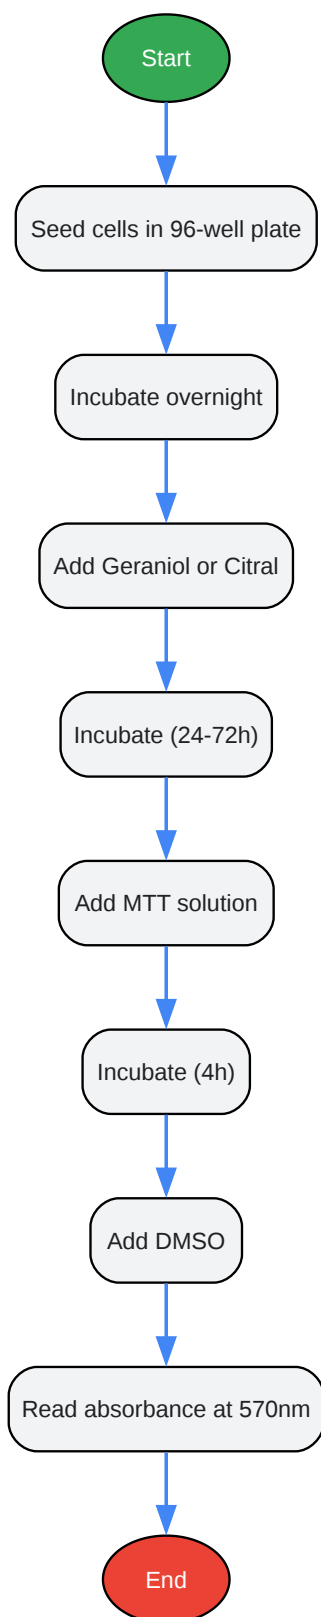 Start
Seed cells in 96-well plate
Incubate overnight
Add Geraniol or Citral
Incubate (24-72h)
Add MTT solution
Incubate (4h)
Add DMSO
Read absorbance at 570nm
End